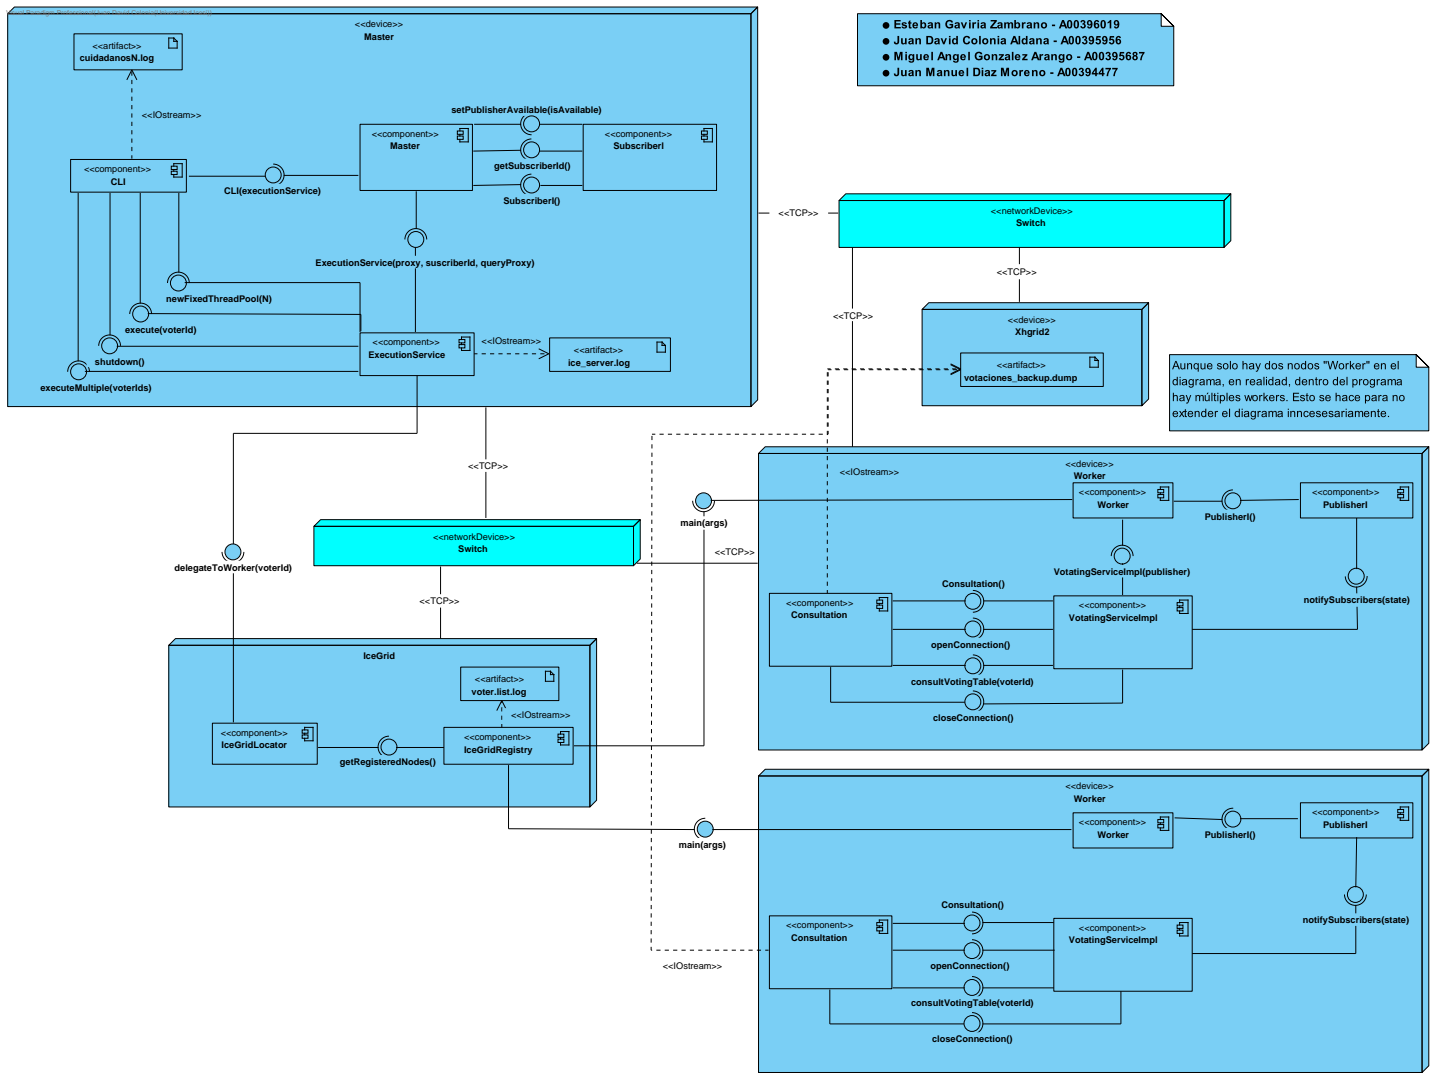 <<device>>
Master
<<artifact>>
cuidadanosN.log
<<IOstream>>
<<component>>
CLI
CLI(executionService)
<<component>>
Master
setPublisherAvailable(isAvailable)
getSubscriberId()
SubscriberI()
<<component>>
SubscriberI
ExecutionService(proxy, suscriberId, queryProxy)
newFixedThreadPool(N)
execute(voterId)
shutdown()
executeMultiple(voterIds)
<<component>>
ExecutionService
<<IOstream>>
<<artifact>>
ice_server.log
● Esteban Gaviria Zambrano - A00396019
● Juan David Colonia Aldana - A00395956
● Miguel Angel Gonzalez Arango - A00395687
● Juan Manuel Diaz Moreno - A00394477
<<TCP>>
<<networkDevice>>
Switch
<<TCP>>
<<TCP>>
<<device>>
Xhgrid2
<<artifact>>
votaciones_backup.dump
Aunque solo hay dos nodos "Worker" en el
diagrama, en realidad, dentro del programa
hay múltiples workers. Esto se hace para no
extender el diagrama inncesesariamente.
<<TCP>>
<<networkDevice>>
Switch
<<TCP>>
<<TCP>>
delegateToWorker(voterId)
main(args)
IceGrid
<<artifact>>
voter.list.log
<<IOstream>>
<<component>>
IceGridLocator
getRegisteredNodes()
<<component>>
IceGridRegistry
main(args)
<<IOstream>>
<<device>>
Worker
<<component>>
Worker
PublisherI()
<<component>>
PublisherI
VotatingServiceImpl(publisher)
notifySubscribers(state)
<<component>>
Consultation
Consultation()
openConnection()
consultVotingTable(voterId)
closeConnection()
<<component>>
VotatingServiceImpl
<<device>>
Worker
<<component>>
Worker
PublisherI()
<<component>>
PublisherI
notifySubscribers(state)
<<component>>
Consultation
Consultation()
openConnection()
consultVotingTable(voterId)
closeConnection()
<<component>>
VotatingServiceImpl
<<IOstream>>